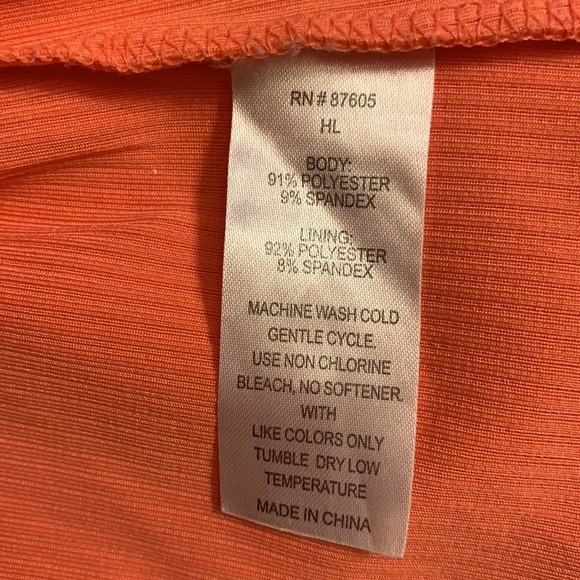 RN # 87605
HL
BODY:
91% POLYESTER
9% SPANDEX
LINING:
92% POLYESTER
8% SPANDEX
MACHINE WASH COLD
GENTLE CYCLE.
USE NON CHLORINE
BLEACH, NO SOFTENER.
WITH
LIKE COLORS ONLY
TUMBLE DRY LOW
TEMPERATURE
MADE IN CHINA